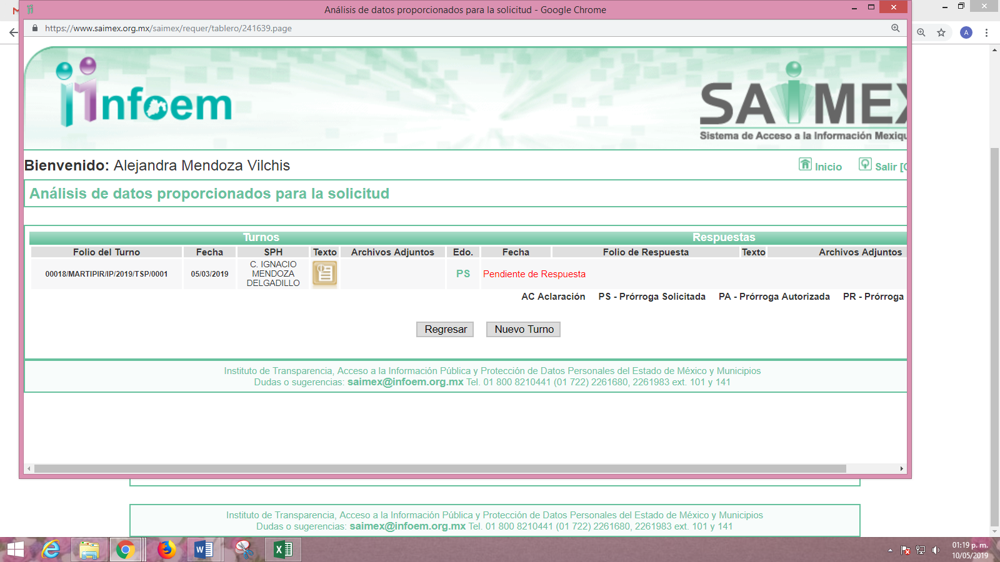 Análisis de datos proporcionados para la solicitud - Google Chrome
https://www.saimex.org.mx/saimex/requer/tablero/241639.page
A
infoem
SAIMEX
Sistema de Acceso a la Información Mexiqu
Bienvenido: Alejandra Mendoza Vilchis
Inicio Salir [C
Análisis de datos proporcionados para la solicitud
Turnos Respuestas
Folio del Turno Fecha SPH Texto Archivos Adjuntos Edo. Fecha Folio de Respuesta Texto Archivos Adjuntos
00018/MARTIPIR/IP/2019/TSP/0001 05/03/2019 C. IGNACIO MENDOZA DELGADILLO PS Pendiente de Respuesta
AC Aclaración PS - Prórroga Solicitada PA - Prórroga Autorizada PR - Prórroga
Regresar Nuevo Turno
Instituto de Transparencia, Acceso a la Información Pública y Protección de Datos Personales del Estado de México y Municipios
Dudas o sugerencias: saimex@infoem.org.mx Tel. 01 800 8210441 (01 722) 2261680, 2261983 ext. 101 y 141
Instituto de Transparencia, Acceso a la Información Pública y Protección de Datos Personales del Estado de México y Municipios
Dudas o sugerencias: saimex@infoem.org.mx Tel. 01 800 8210441 (01 722) 2261680, 2261983 ext. 101 y 141
01:19 p. m.
10/05/2019